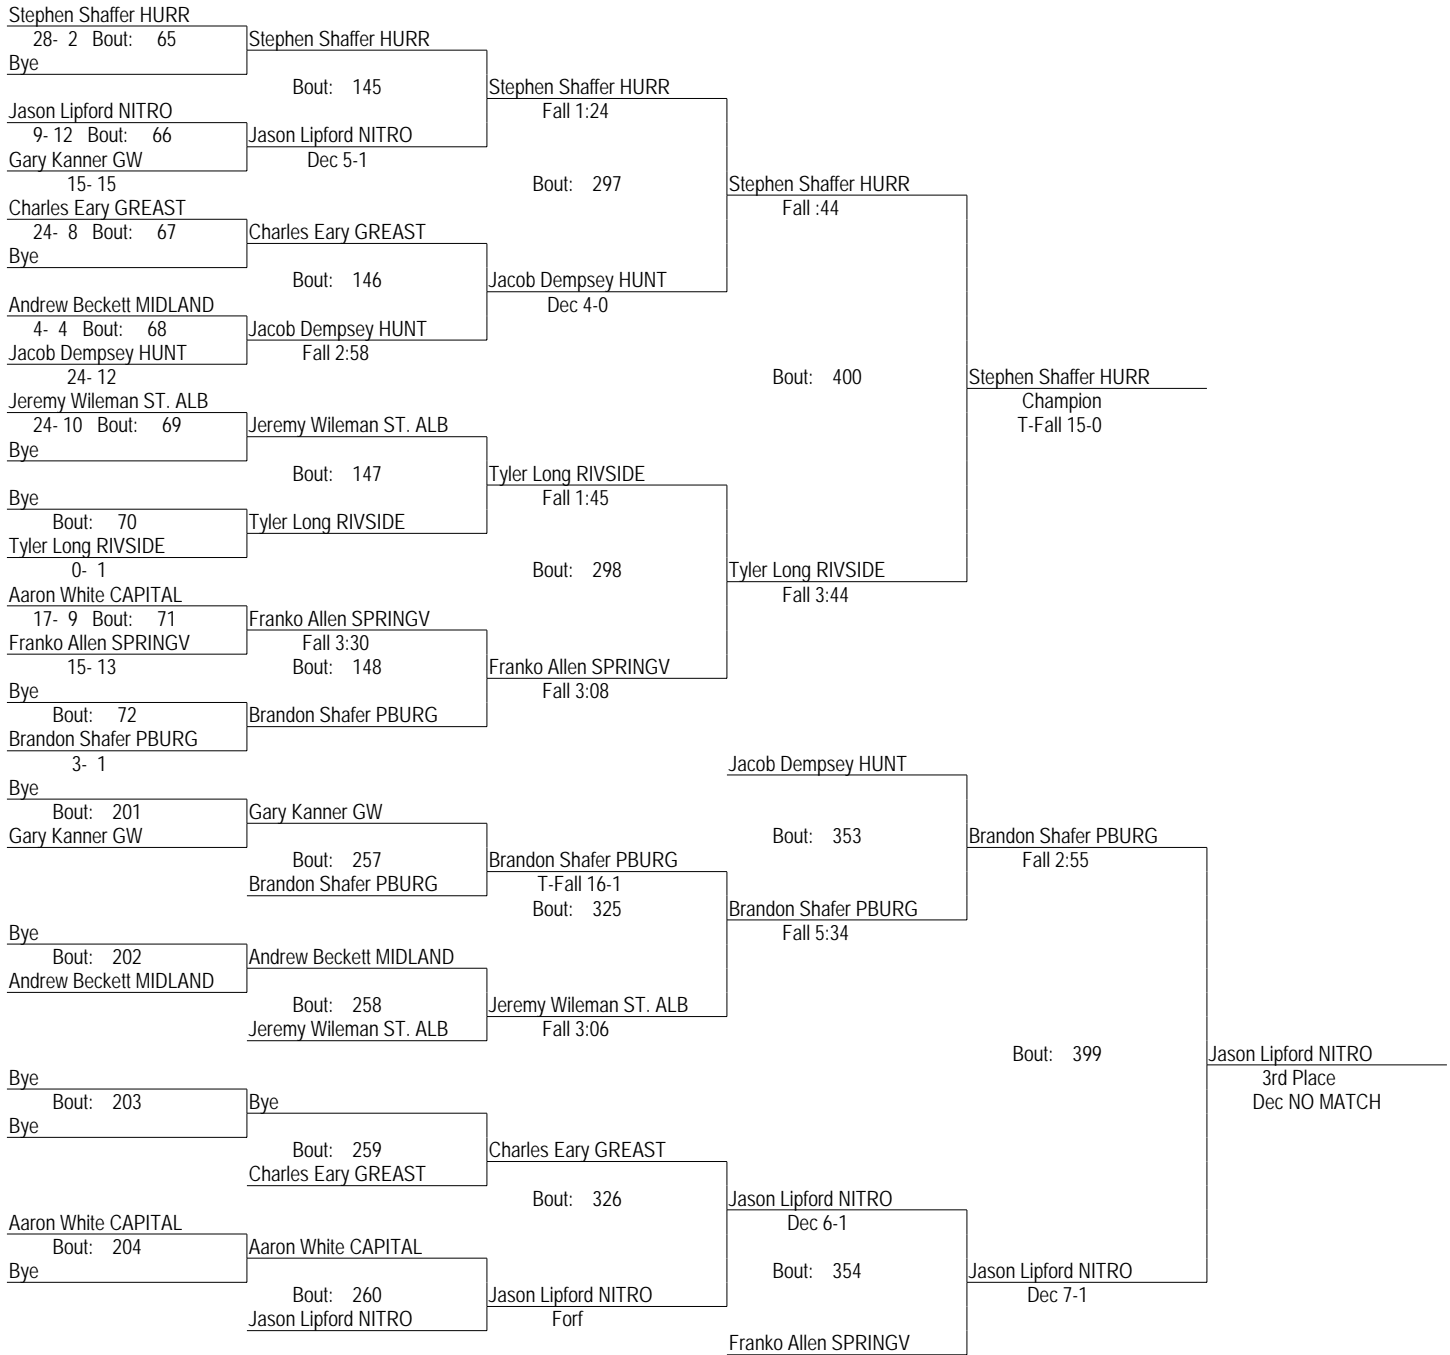 Stephen Shaffer HURR
28- 2 Bout: 65 Stephen Shaffer HURR
Bye
Bout: 145 Stephen Shaffer HURR
Jason Lipford NITRO Fall 1:24
9- 12 Bout: 66 Jason Lipford NITRO
Gary Kanner GW Dec 5-1
15- 15 Bout: 297 Stephen Shaffer HURR
Charles Eary GREAST Fall :44
24- 8 Bout: 67 Charles Eary GREAST
Bye
Bout: 146 Jacob Dempsey HUNT
Andrew Beckett MIDLAND Dec 4-0
4- 4 Bout: 68 Jacob Dempsey HUNT
Jacob Dempsey HUNT Fall 2:58
24- 12 Bout: 400 Stephen Shaffer HURR
Jeremy Wileman ST. ALB Champion
24- 10 Bout: 69 Jeremy Wileman ST. ALB T-Fall 15-0
Bye
Bout: 147 Tyler Long RIVSIDE
Bye Fall 1:45
Bout: 70 Tyler Long RIVSIDE
Tyler Long RIVSIDE
0- 1 Bout: 298 Tyler Long RIVSIDE
Aaron White CAPITAL Fall 3:44
17- 9 Bout: 71 Franko Allen SPRINGV
Franko Allen SPRINGV Fall 3:30
15- 13 Bout: 148 Franko Allen SPRINGV
Bye Fall 3:08
Bout: 72 Brandon Shafer PBURG
Brandon Shafer PBURG
3- 1 Jacob Dempsey HUNT
Bye
Bout: 201 Gary Kanner GW
Gary Kanner GW Bout: 353 Brandon Shafer PBURG
Bout: 257 Brandon Shafer PBURG Fall 2:55
Brandon Shafer PBURG T-Fall 16-1
Bout: 325 Brandon Shafer PBURG
Bye Fall 5:34
Bout: 202 Andrew Beckett MIDLAND
Andrew Beckett MIDLAND
Bout: 258 Jeremy Wileman ST. ALB
Jeremy Wileman ST. ALB Fall 3:06
Bout: 399 Jason Lipford NITRO
Bye 3rd Place
Bout: 203 Bye Dec NO MATCH
Bye
Bout: 259 Charles Eary GREAST
Charles Eary GREAST
Bout: 326 Jason Lipford NITRO
Aaron White CAPITAL Dec 6-1
Bout: 204 Aaron White CAPITAL
Bye Bout: 354 Jason Lipford NITRO
Bout: 260 Jason Lipford NITRO Dec 7-1
Jason Lipford NITRO Forf
Franko Allen SPRINGV